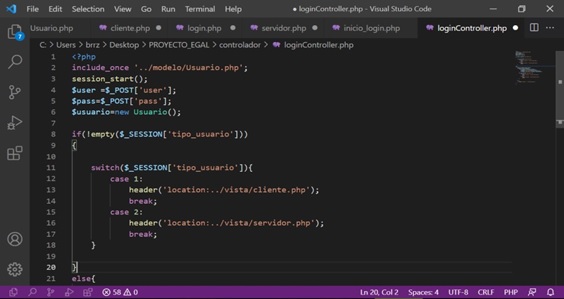 File Edit Selection View Go Run Terminal Help
● loginController.php - Visual Studio Code
Usuario.php cliente.php login.php servidor.php inicio_login.php loginController.php
C: > Users > brrz > Desktop > PROYECTO_EGAL > controlador > loginController.php
1 <?php
2 include_once '../modelo/Usuario.php';
3 session_start();
4 $user =$_POST['user'];
5 $pass=$_POST['pass'];
6 $usuario=new Usuario();
7
8 if(!empty($_SESSION['tipo_usuario']))
9 {
10
11 switch($_SESSION['tipo_usuario']){
12 case 1:
13 header('location:../vista/cliente.php');
14 break;
15 case 2:
16 header('location:../vista/servidor.php');
17 break;
18 }
19
20 }
21 else{
7
58 0 Ln 20, Col 2 Spaces: 4 UTF-8 CRLF PHP